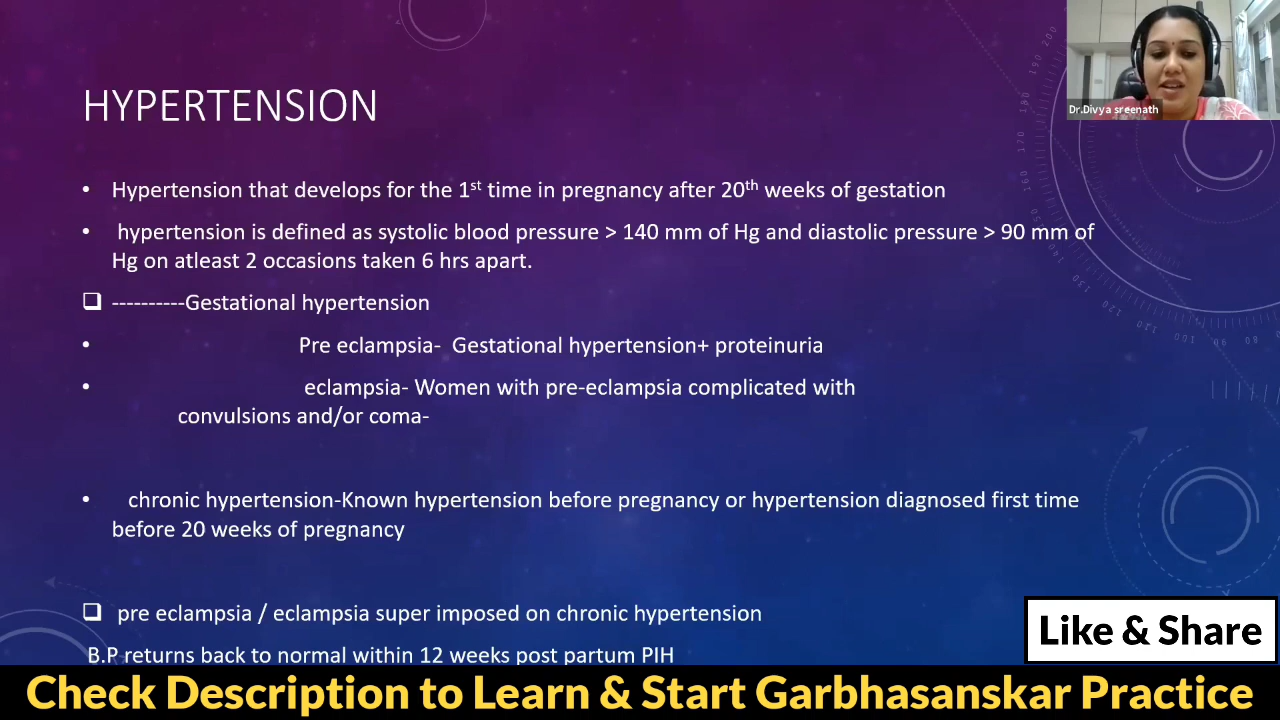 Dr.Divya sreenath
HYPERTENSION
• Hypertension that develops for the 1st time in pregnancy after 20th weeks of gestation
• hypertension is defined as systolic blood pressure > 140 mm of Hg and diastolic pressure > 90 mm of
Hg on atleast 2 occasions taken 6 hrs apart.
❑ ----------Gestational hypertension
• Pre eclampsia- Gestational hypertension+ proteinuria
• eclampsia- Women with pre-eclampsia complicated with
convulsions and/or coma-
• chronic hypertension-Known hypertension before pregnancy or hypertension diagnosed first time
before 20 weeks of pregnancy
❑ pre eclampsia / eclampsia super imposed on chronic hypertension
B.P returns back to normal within 12 weeks post partum PIH
Like & Share
Check Description to Learn & Start Garbhasanskar Practice